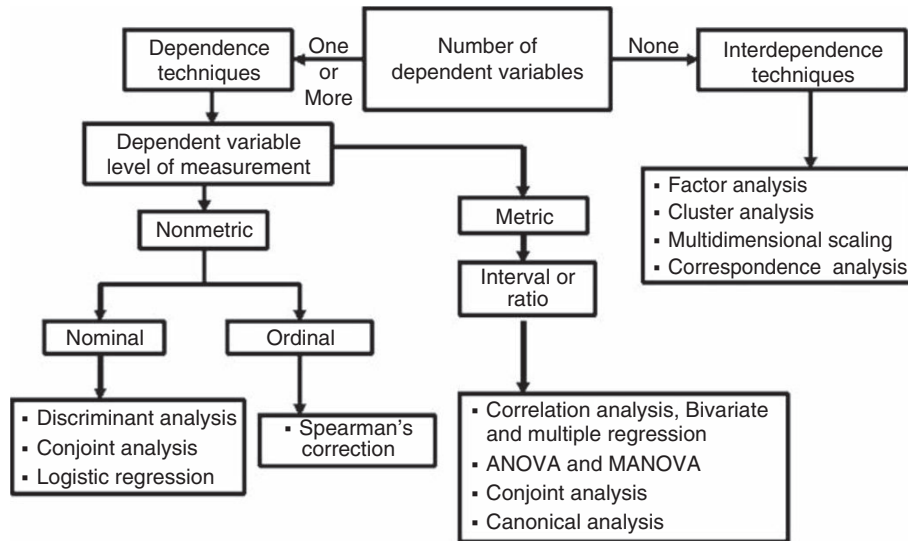 Dependence
techniques
One
or
More
Number of
dependent variables
None
Interdependence
techniques
Dependent variable
level of measurement
▪ Factor analysis
▪ Cluster analysis
▪ Multidimensional scaling
▪ Correspondence analysis
Nonmetric
Metric
Interval or
ratio
Nominal
Ordinal
▪ Discriminant analysis
▪ Conjoint analysis
▪ Logistic regression
▪ Spearman's
correction
▪ Correlation analysis, Bivariate
and multiple regression
▪ ANOVA and MANOVA
▪ Conjoint analysis
▪ Canonical analysis